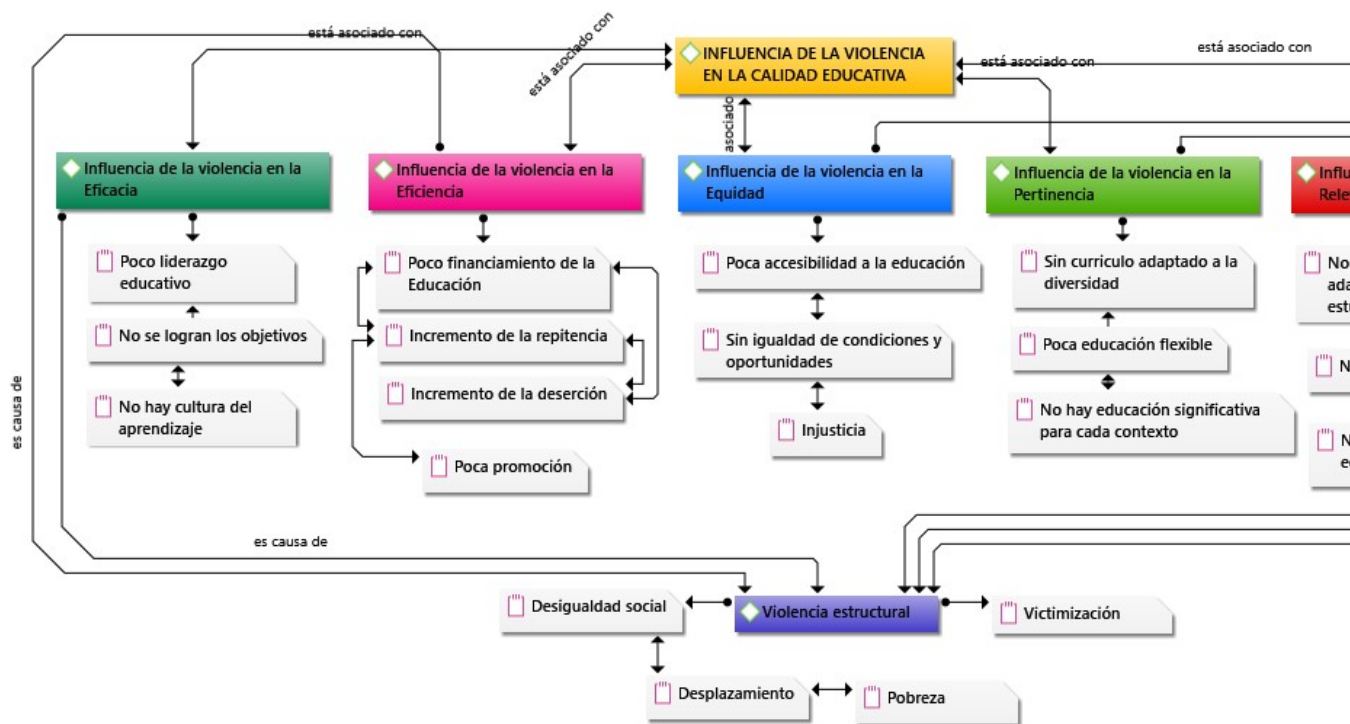 está asociado con
está asociado con
INFLUENCIA DE LA VIOLENCIA
EN LA CALIDAD EDUCATIVA
está asociado con
está asociado con
asociado
Influencia de la violencia en la
Eficacia
Influencia de la violencia en la
Eficiencia
Influencia de la violencia en la
Equidad
Influencia de la violencia en la
Pertinencia
Influ
Rele
Poco liderazgo
educativo
No se logran los objetivos
No hay cultura del
aprendizaje
Poco financiamiento de la
Educación
Incremento de la repitencia
Incremento de la deserción
Poca promoción
Poca accesibilidad a la educación
Sin igualdad de condiciones y
oportunidades
Injusticia
Sin curriculo adaptado a la
diversidad
Poca educación flexible
No hay educación significativa
para cada contexto
No
ada
estr
N
N
e
es causa de
es causa de
Desigualdad social
Violencia estructural
Victimización
Desplazamiento
Pobreza